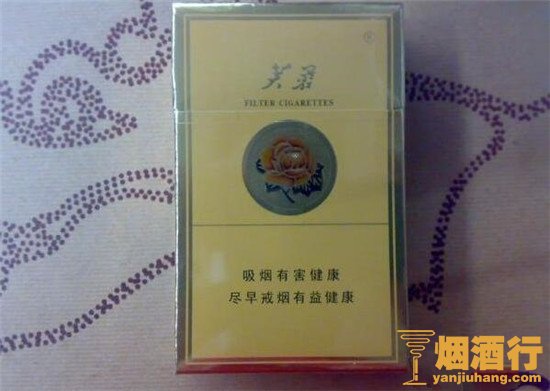 芙蓉
FILTER CIGARETTES
吸烟有害健康
尽早戒烟有益健康
烟酒行
yanjiuhang.com